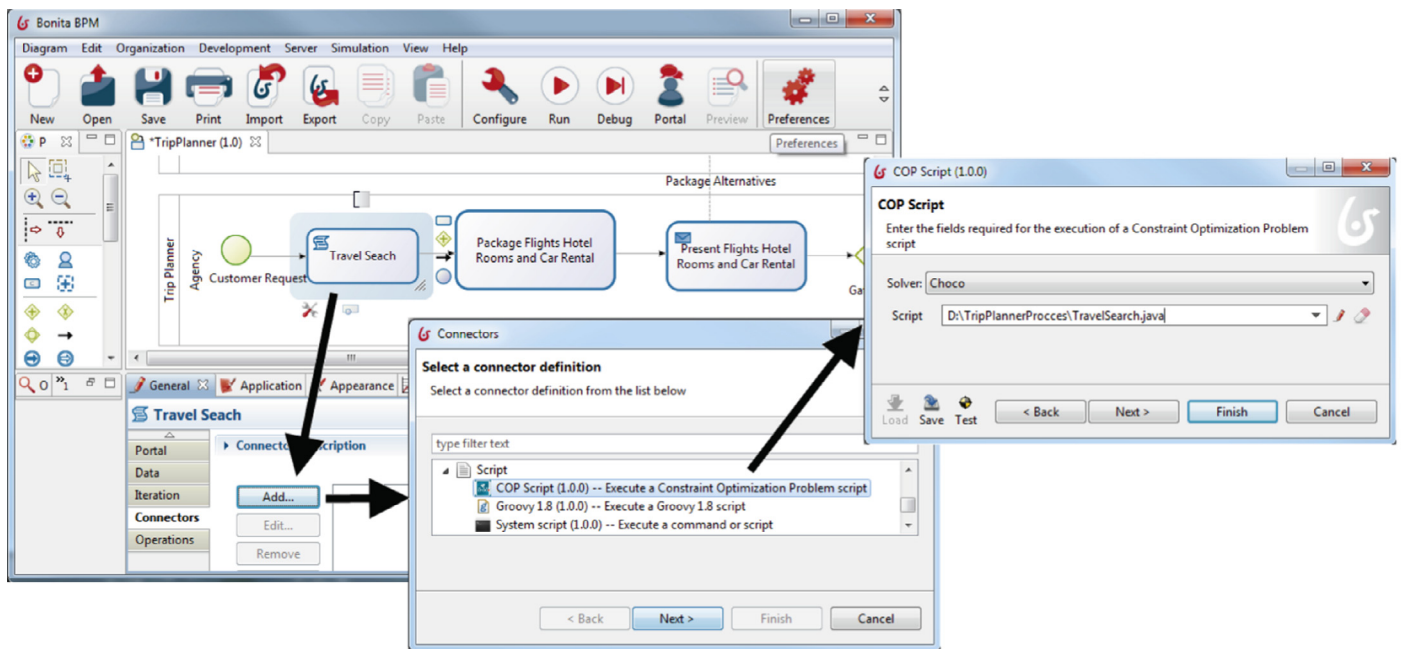 Bonita BPM
Diagram Edit Organization Development Server Simulation View Help
New Open Save Print Import Export Copy Paste Configure Run Debug Portal Preview Preferences
P *TripPlanner (1.0) Preferences
Package Alternatives
Trip Planner
Agency
Customer Request
Travel Seach
Package Flights Hotel
Rooms and Car Rental
Present Flights Hotel
Rooms and Car Rental
O »1 General Application Appearance
Travel Seach
Portal
Data
Iteration
Connectors
Operations
Add...
Edit...
Remove
Connectors
Select a connector definition
Select a connector definition from the list below
type filter text
Script
COP Script (1.0.0) -- Execute a Constraint Optimization Problem script
Groovy 1.8 (1.0.0) -- Execute a Groovy 1.8 script
System script (1.0.0) -- Execute a command or script
< Back Next > Finish Cancel
COP Script (1.0.0)
COP Script
Enter the fields required for the execution of a Constraint Optimization Problem
script
Solver: Choco
Script D:\TripPlannerProcces\TravelSearch.java
Load Save Test < Back Next > Finish Cancel